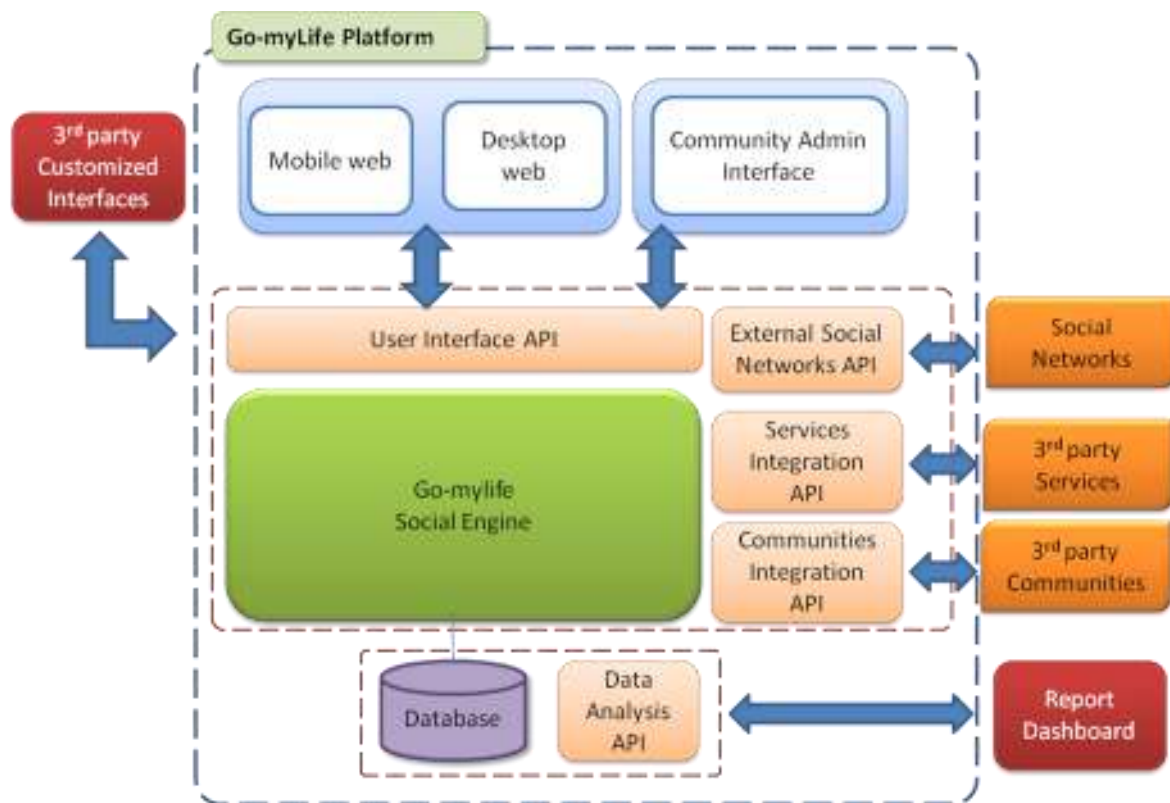 Go-myLife Platform
3rd party
Customized
Interfaces
Mobile web
Desktop
web
Community Admin
Interface
User Interface API
External Social
Networks API
Social
Networks
Go-mylife
Social Engine
Services
Integration
API
3rd party
Services
Communities
Integration
API
3rd party
Communities
Database
Data
Analysis
API
Report
Dashboard